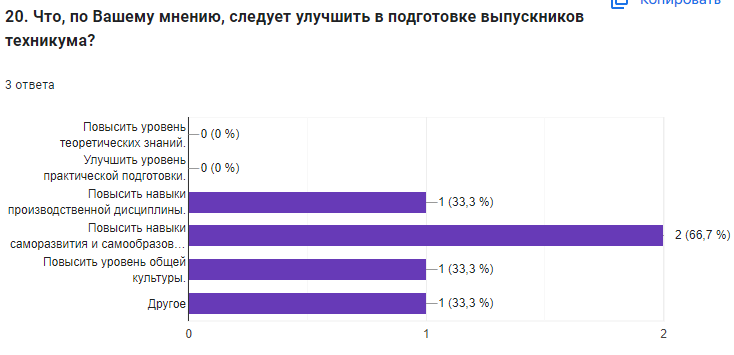 Копировать
20. Что, по Вашему мнению, следует улучшить в подготовке выпускников
техникума?
3 ответа
Повысить уровень
теоретических знаний.
0 (0 %)
Улучшить уровень
практической подготовки.
0 (0 %)
Повысить навыки
производственной дисциплины.
1 (33,3 %)
Повысить навыки
саморазвития и самообразов…
2 (66,7 %)
Повысить уровень общей
культуры.
1 (33,3 %)
Другое
1 (33,3 %)
0
1
2